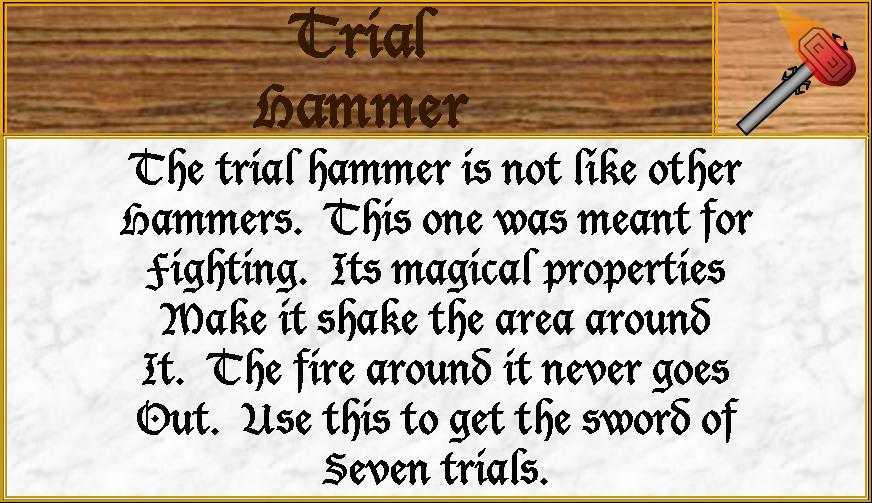 Trial
Hammer
The trial hammer is not like other
Hammers.  This one was meant for
Fighting.  Its magical properties
Make it shake the area around
It.  The fire around it never goes
Out.  Use this to get the sword of
Seven trials.